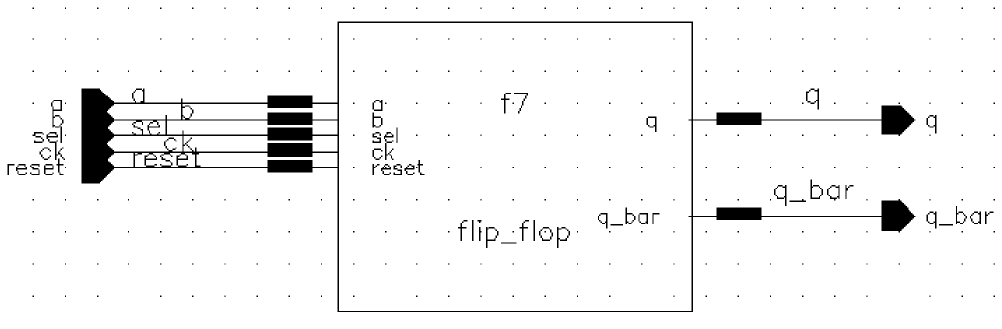 a
b
sel
ck
reset
a
b
sel
ck
reset
a
b
sel
ck
reset
f7
flip_flop
q
q_bar
q
q_bar
q
q_bar